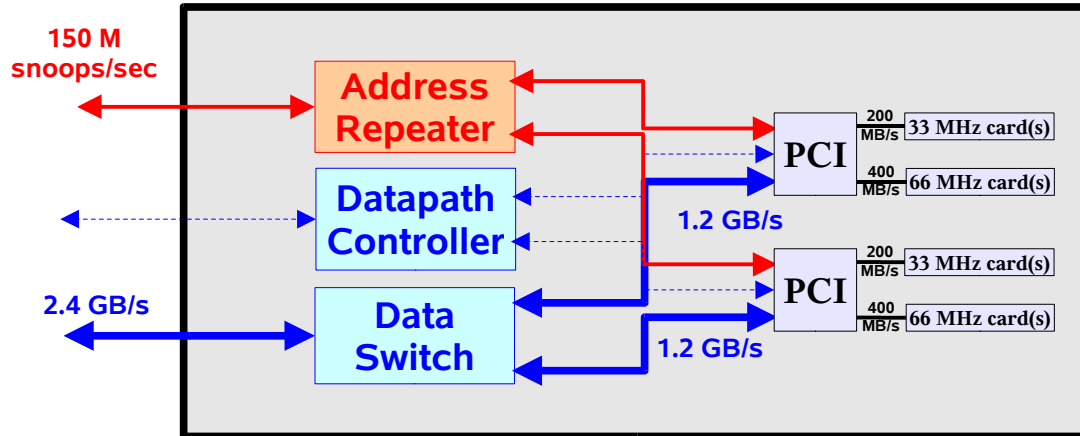 150 M
snoops/sec
Address
Repeater
Datapath
Controller
2.4 GB/s
Data
Switch
PCI
200
MB/s
33 MHz card(s)
400
MB/s
66 MHz card(s)
1.2 GB/s
PCI
200
MB/s
33 MHz card(s)
400
MB/s
66 MHz card(s)
1.2 GB/s